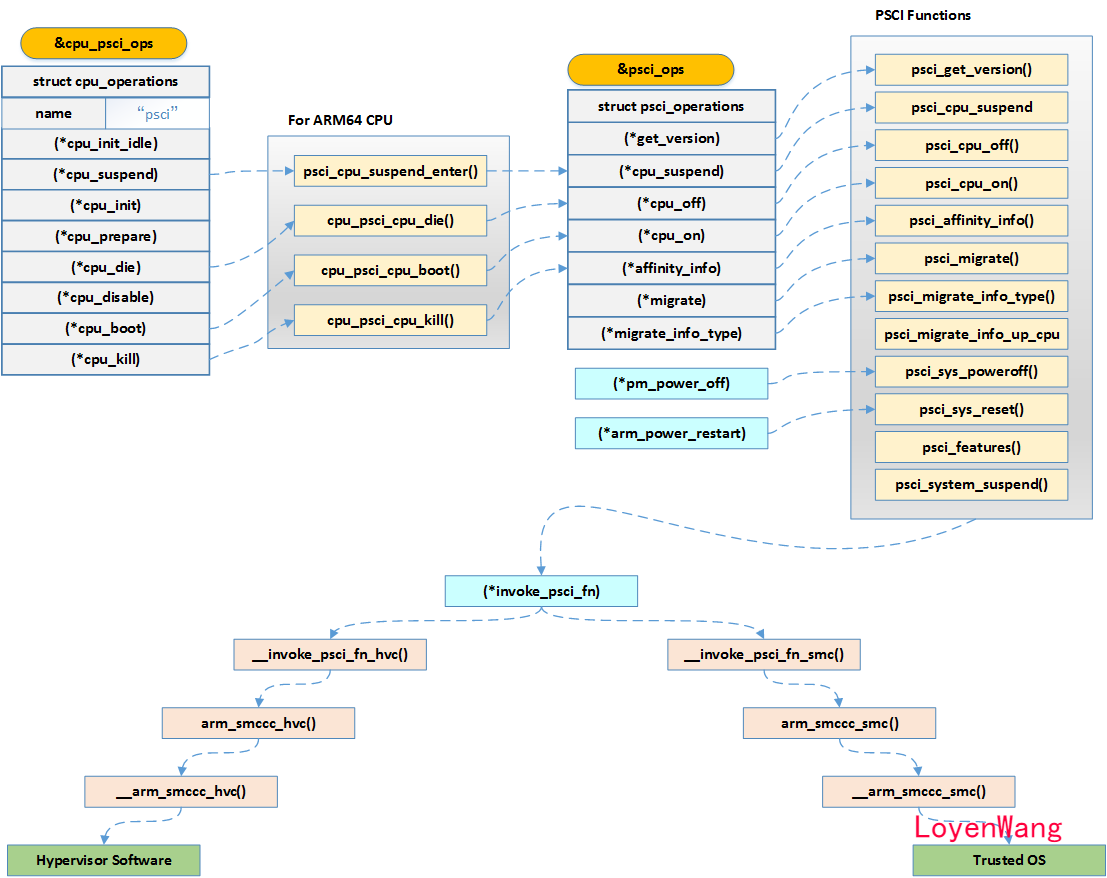 PSCI Functions
&cpu_psci_ops
struct cpu_operations
name “psci”
(*cpu_init_idle)
(*cpu_suspend)
(*cpu_init)
(*cpu_prepare)
(*cpu_die)
(*cpu_disable)
(*cpu_boot)
(*cpu_kill)
For ARM64 CPU
psci_cpu_suspend_enter()
cpu_psci_cpu_die()
cpu_psci_cpu_boot()
cpu_psci_cpu_kill()
&psci_ops
struct psci_operations
(*get_version)
(*cpu_suspend)
(*cpu_off)
(*cpu_on)
(*affinity_info)
(*migrate)
(*migrate_info_type)
(*pm_power_off)
(*arm_power_restart)
psci_get_version()
psci_cpu_suspend
psci_cpu_off()
psci_cpu_on()
psci_affinity_info()
psci_migrate()
psci_migrate_info_type()
psci_migrate_info_up_cpu
psci_sys_poweroff()
psci_sys_reset()
psci_features()
psci_system_suspend()
(*invoke_psci_fn)
__invoke_psci_fn_hvc()
__invoke_psci_fn_smc()
arm_smccc_hvc()
arm_smccc_smc()
__arm_smccc_hvc()
__arm_smccc_smc()
LoyenWang
Hypervisor Software
Trusted OS